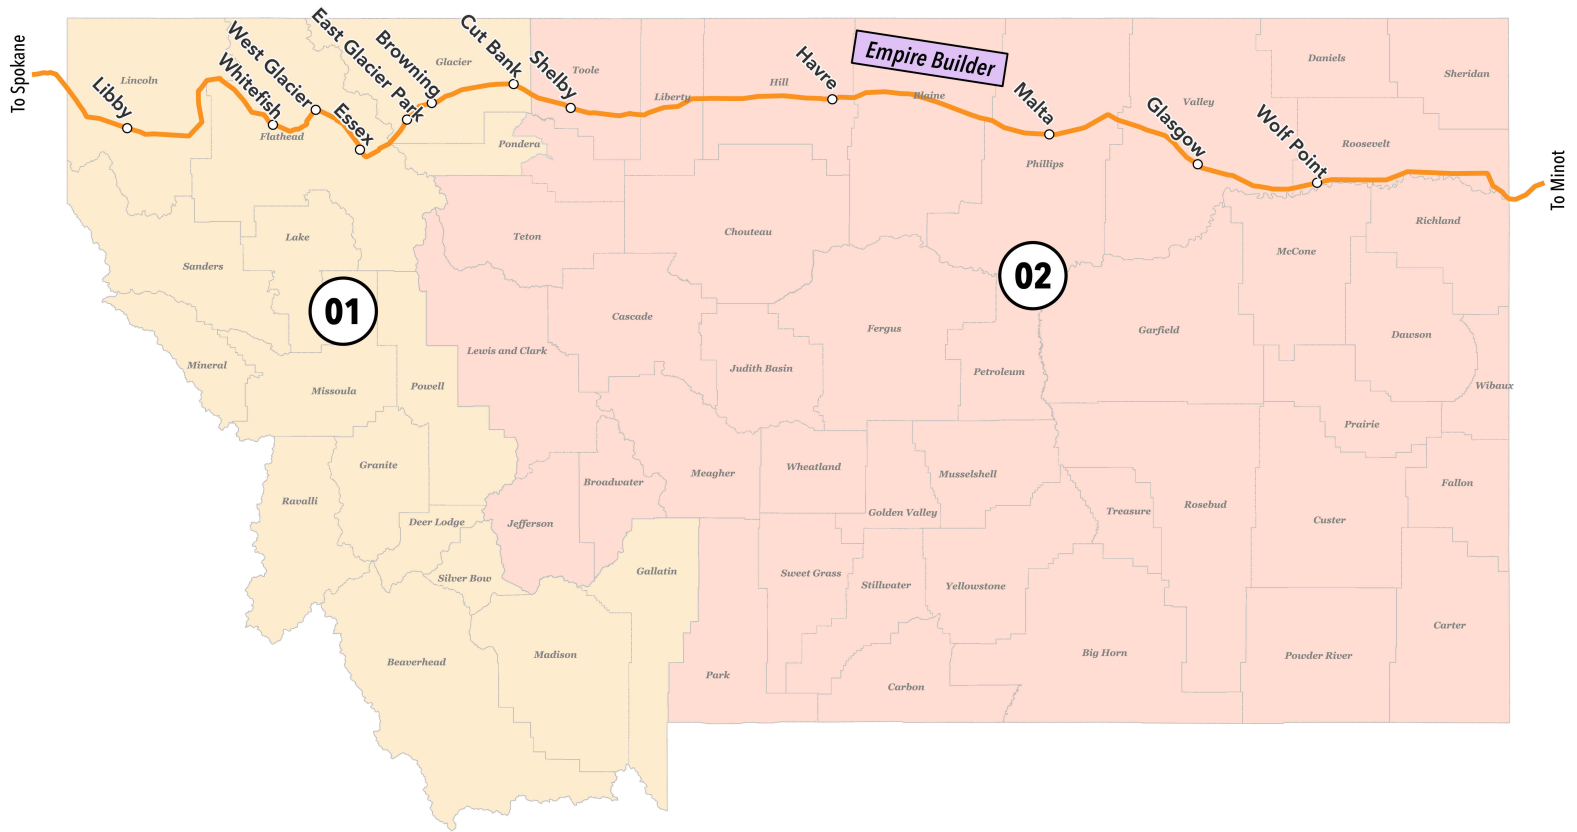 To Spokane
Libby
Whitefish
West Glacier
Essex
East Glacier Park
Browning
Cut Bank
Shelby
Havre
Empire Builder
Malta
Glasgow
Wolf Point
To Minot
Lincoln
Flathead
Glacier
Toole
Liberty
Hill
Blaine
Phillips
Valley
Daniels
Sheridan
Roosevelt
Pondera
Teton
Chouteau
Richland
McCone
Lake
Sanders
01
02
Cascade
Fergus
Garfield
Dawson
Mineral
Missoula
Powell
Lewis and Clark
Judith Basin
Petroleum
Wibaux
Prairie
Granite
Ravalli
Deer Lodge
Silver Bow
Jefferson
Broadwater
Meagher
Wheatland
Golden Valley
Musselshell
Treasure
Rosebud
Custer
Fallon
Gallatin
Sweet Grass
Stillwater
Yellowstone
Beaverhead
Madison
Park
Carbon
Big Horn
Powder River
Carter